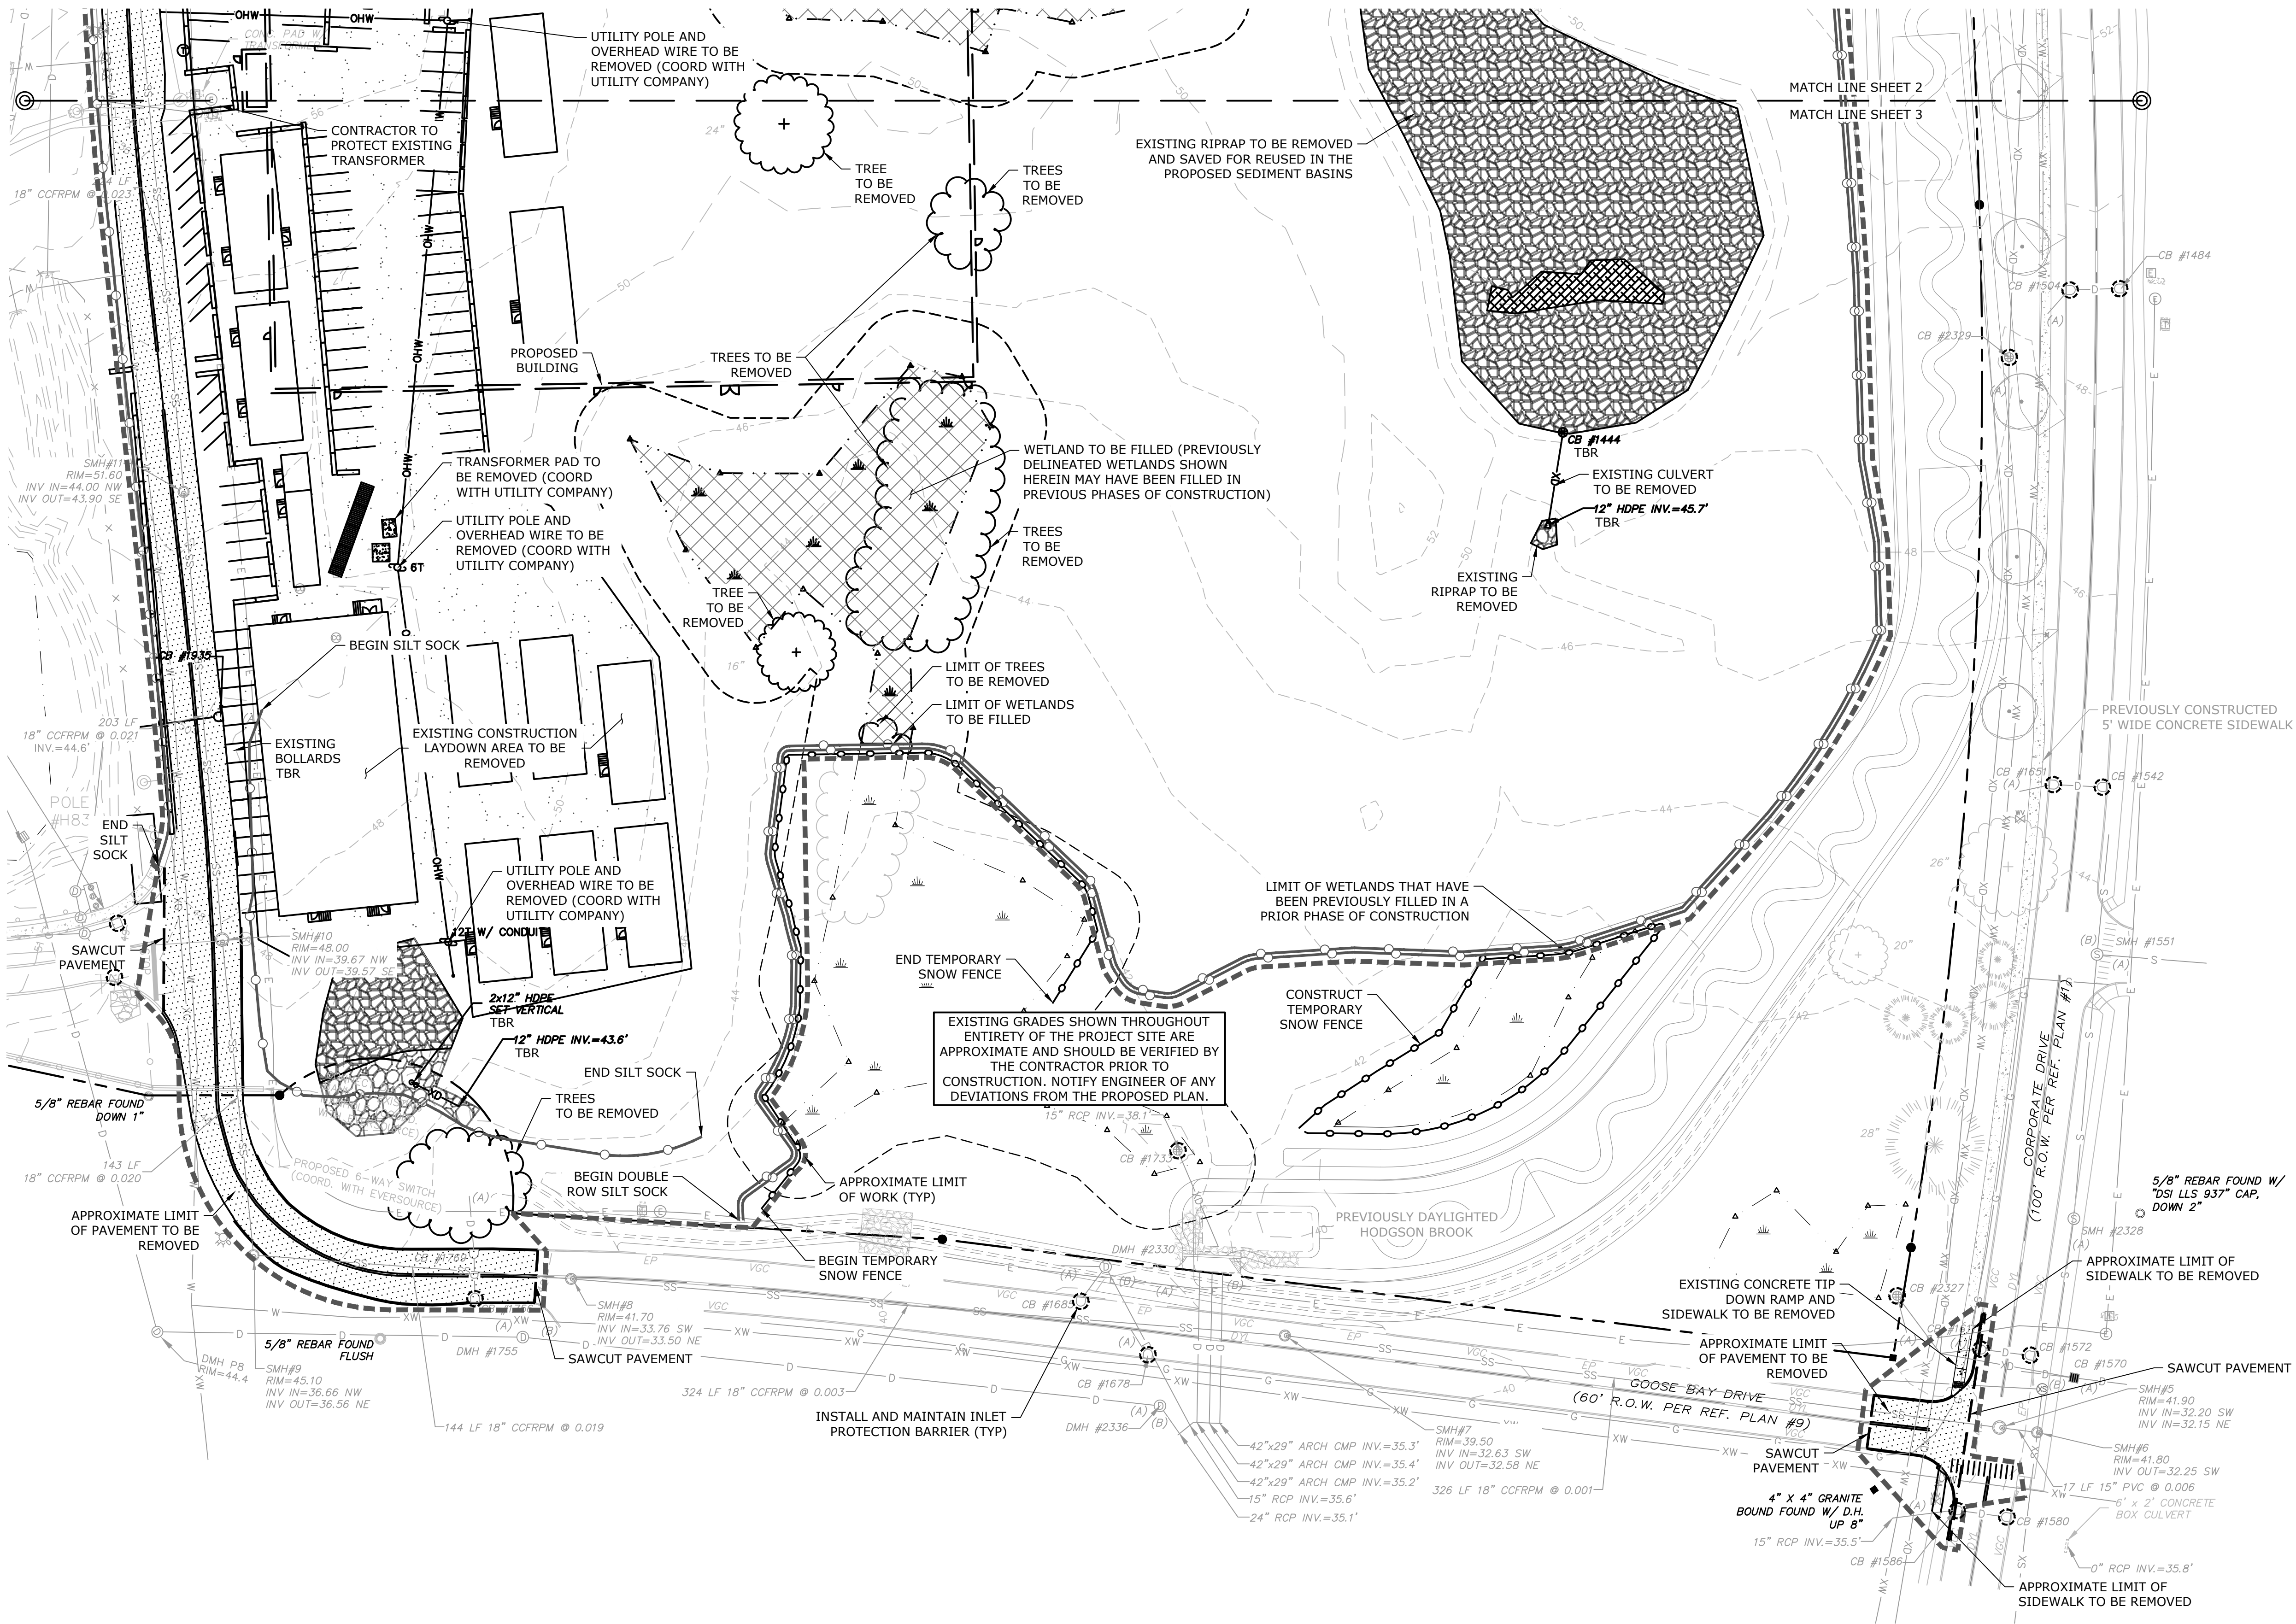 OHW
OHW
UTILITY POLE AND
OVERHEAD WIRE TO BE
REMOVED (COORD WITH
UTILITY COMPANY)
CONC. PAD W/
TRANSFORMER
MATCH LINE SHEET 2
MATCH LINE SHEET 3
CONTRACTOR TO
PROTECT EXISTING
TRANSFORMER
24"
TREE
TO BE
REMOVED
TREES
TO BE
REMOVED
EXISTING RIPRAP TO BE REMOVED
AND SAVED FOR REUSED IN THE
PROPOSED SEDIMENT BASINS
18" CCFRPM @ 0.023
CB #1484
CB #1504
CB #2329
PROPOSED
BUILDING
TREES TO BE
REMOVED
SMH#11
RIM=51.60
INV IN=44.00 NW
INV OUT=43.90 SE
TRANSFORMER PAD TO
BE REMOVED (COORD
WITH UTILITY COMPANY)
UTILITY POLE AND
OVERHEAD WIRE TO BE
REMOVED (COORD WITH
UTILITY COMPANY)
6T
WETLAND TO BE FILLED (PREVIOUSLY
DELINEATED WETLANDS SHOWN
HEREIN MAY HAVE BEEN FILLED IN
PREVIOUS PHASES OF CONSTRUCTION)
CB #1444
TBR
EXISTING CULVERT
TO BE REMOVED
12" HDPE INV.=45.7'
TBR
TREES
TO BE
REMOVED
EXISTING
RIPRAP TO BE
REMOVED
TREE
TO BE
REMOVED
16"
CB #1935
BEGIN SILT SOCK
LIMIT OF TREES
TO BE REMOVED
LIMIT OF WETLANDS
TO BE FILLED
203 LF
18" CCFRPM @ 0.021
INV.=44.6'
EXISTING
BOLLARDS
TBR
EXISTING CONSTRUCTION
LAYDOWN AREA TO BE
REMOVED
PREVIOUSLY CONSTRUCTED
5' WIDE CONCRETE SIDEWALK
CB #1651
(A)
CB #1542
POLE
#H83
END
SILT
SOCK
26"
UTILITY POLE AND
OVERHEAD WIRE TO BE
REMOVED (COORD WITH
UTILITY COMPANY)
12T W/ CONDUIT
LIMIT OF WETLANDS THAT HAVE
BEEN PREVIOUSLY FILLED IN A
PRIOR PHASE OF CONSTRUCTION
SAWCUT
PAVEMENT
SMH#10
RIM=48.00
INV IN=39.67 NW
INV OUT=39.57 SE
END TEMPORARY
SNOW FENCE
20"
(B)
SMH #1551
(A)
2x12" HDPE
SET VERTICAL
TBR
12" HDPE INV.=43.6'
TBR
CONSTRUCT
TEMPORARY
SNOW FENCE
EXISTING GRADES SHOWN THROUGHOUT
ENTIRETY OF THE PROJECT SITE ARE
APPROXIMATE AND SHOULD BE VERIFIED BY
THE CONTRACTOR PRIOR TO
CONSTRUCTION. NOTIFY ENGINEER OF ANY
DEVIATIONS FROM THE PROPOSED PLAN.
CORPORATE DRIVE
(100' R.O.W. PER REF. PLAN #1)
5/8" REBAR FOUND
DOWN 1"
END SILT SOCK
TREES
TO BE REMOVED
15" RCP INV.=38.1'
CB #1733
28"
143 LF
18" CCFRPM @ 0.020
PROPOSED 6-WAY SWITCH
(COORD. WITH EVERSOURCE)
(A)
BEGIN DOUBLE
ROW SILT SOCK
APPROXIMATE LIMIT
OF WORK (TYP)
5/8" REBAR FOUND W/
"DSI LLS 937" CAP,
DOWN 2"
APPROXIMATE LIMIT
OF PAVEMENT TO BE
REMOVED
PREVIOUSLY DAYLIGHTED
HODGSON BROOK
SMH #2328
(A)
BEGIN TEMPORARY
SNOW FENCE
DMH #2330
APPROXIMATE LIMIT OF
SIDEWALK TO BE REMOVED
EXISTING CONCRETE TIP
DOWN RAMP AND
SIDEWALK TO BE REMOVED
CB #2327
SMH#8
RIM=41.70
INV IN=33.76 SW
INV OUT=33.50 NE
CB #1685
5/8" REBAR FOUND
FLUSH
DMH #1755
SAWCUT PAVEMENT
APPROXIMATE LIMIT
OF PAVEMENT TO BE
REMOVED
CB #1572
CB #1570
SAWCUT PAVEMENT
DMH P8
RIM=44.4
SMH#9
RIM=45.10
INV IN=36.66 NW
INV OUT=36.56 NE
324 LF 18" CCFRPM @ 0.003
CB #1678
GOOSE BAY DRIVE
(60' R.O.W. PER REF. PLAN #9)
SMH#5
RIM=41.90
INV IN=32.20 SW
INV IN=32.15 NE
144 LF 18" CCFRPM @ 0.019
INSTALL AND MAINTAIN INLET
PROTECTION BARRIER (TYP)
DMH #2336
(A)
(B)
42"x29" ARCH CMP INV.=35.3'
42"x29" ARCH CMP INV.=35.4'
42"x29" ARCH CMP INV.=35.2'
15" RCP INV.=35.6'
24" RCP INV.=35.1'
SMH#7
RIM=39.50
INV IN=32.63 SW
INV OUT=32.58 NE
326 LF 18" CCFRPM @ 0.001
SAWCUT
PAVEMENT
SMH#6
RIM=41.80
INV OUT=32.25 SW
17 LF 15" PVC @ 0.006
6' x 2' CONCRETE
BOX CULVERT
4" X 4" GRANITE
BOUND FOUND W/ D.H.
UP 8"
CB #1580
15" RCP INV.=35.5'
CB #1586
0" RCP INV.=35.8'
APPROXIMATE LIMIT OF
SIDEWALK TO BE REMOVED